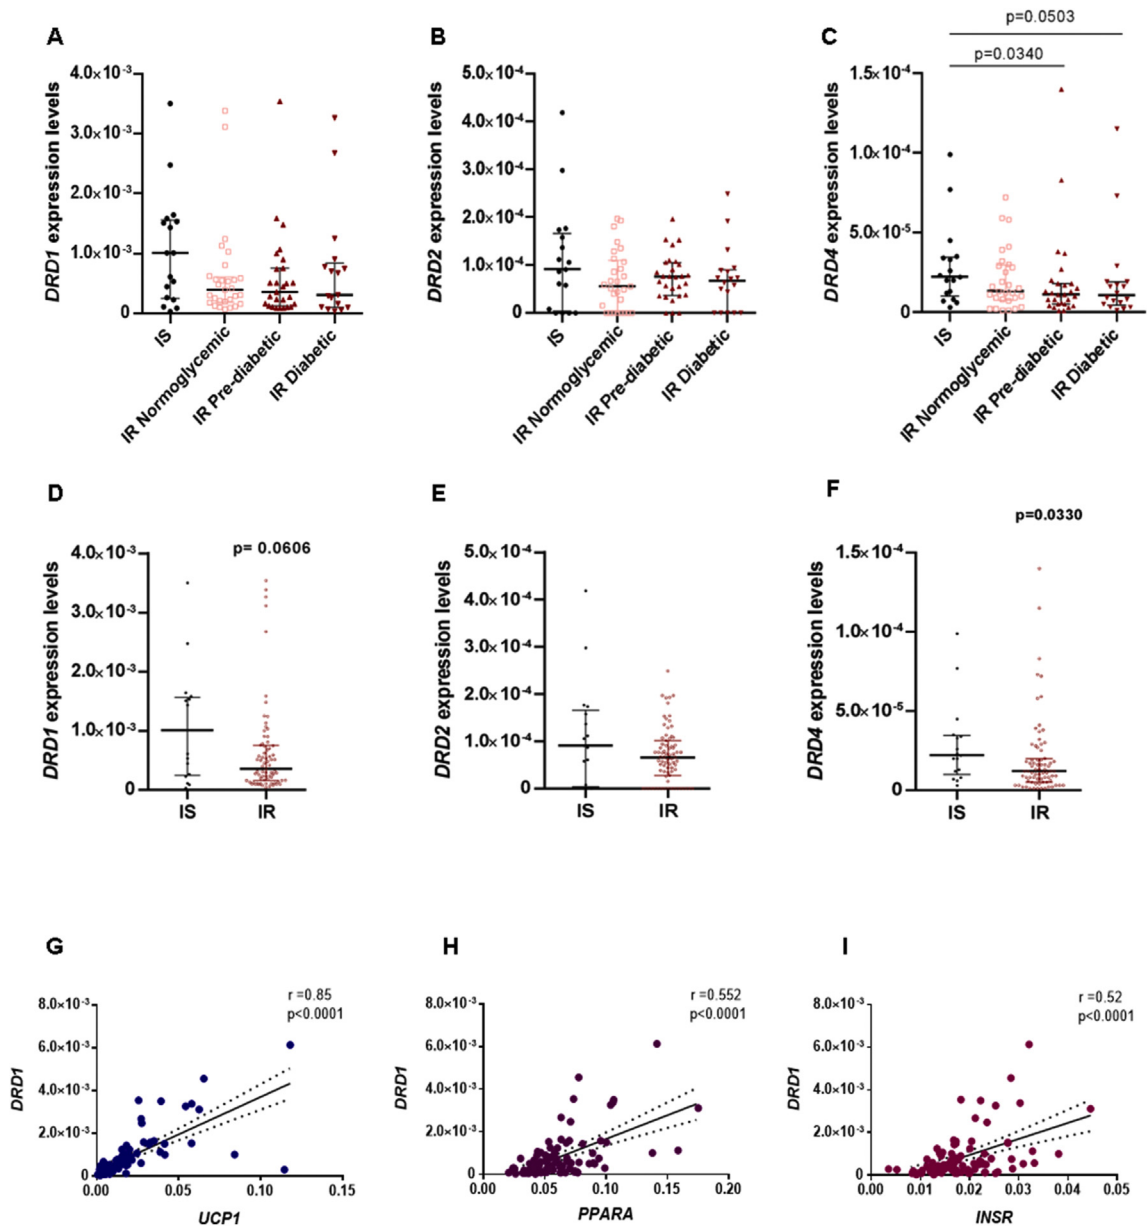 A
DRD1 expression levels
4.0×10⁻³
3.0×10⁻³
2.0×10⁻³
1.0×10⁻³
0
IS
IR Normoglycemic
IR Pre-diabetic
IR Diabetic
B
DRD2 expression levels
5.0×10⁻⁴
4.0×10⁻⁴
3.0×10⁻⁴
2.0×10⁻⁴
1.0×10⁻⁴
0
IS
IR Normoglycemic
IR Pre-diabetic
IR Diabetic
C
p=0.0503
p=0.0340
DRD4 expression levels
1.5×10⁻⁴
1.0×10⁻⁴
5.0×10⁻⁵
0
IS
IR Normoglycemic
IR Pre-diabetic
IR Diabetic
D
p= 0.0606
DRD1 expression levels
4.0×10⁻³
3.0×10⁻³
2.0×10⁻³
1.0×10⁻³
0
IS
IR
E
DRD2 expression levels
5.0×10⁻⁴
4.0×10⁻⁴
3.0×10⁻⁴
2.0×10⁻⁴
1.0×10⁻⁴
0
IS
IR
F
p=0.0330
DRD4 expression levels
1.5×10⁻⁴
1.0×10⁻⁴
5.0×10⁻⁵
0
IS
IR
G
r =0.85
p<0.0001
DRD1
8.0×10⁻³
6.0×10⁻³
4.0×10⁻³
2.0×10⁻³
0
0.00 0.05 0.10 0.15
UCP1
H
r =0.552
p<0.0001
DRD1
8.0×10⁻³
6.0×10⁻³
4.0×10⁻³
2.0×10⁻³
0
0.00 0.05 0.10 0.15 0.20
PPARA
I
r =0.52
p<0.0001
DRD1
8.0×10⁻³
6.0×10⁻³
4.0×10⁻³
2.0×10⁻³
0
0.00 0.01 0.02 0.03 0.04 0.05
INSR